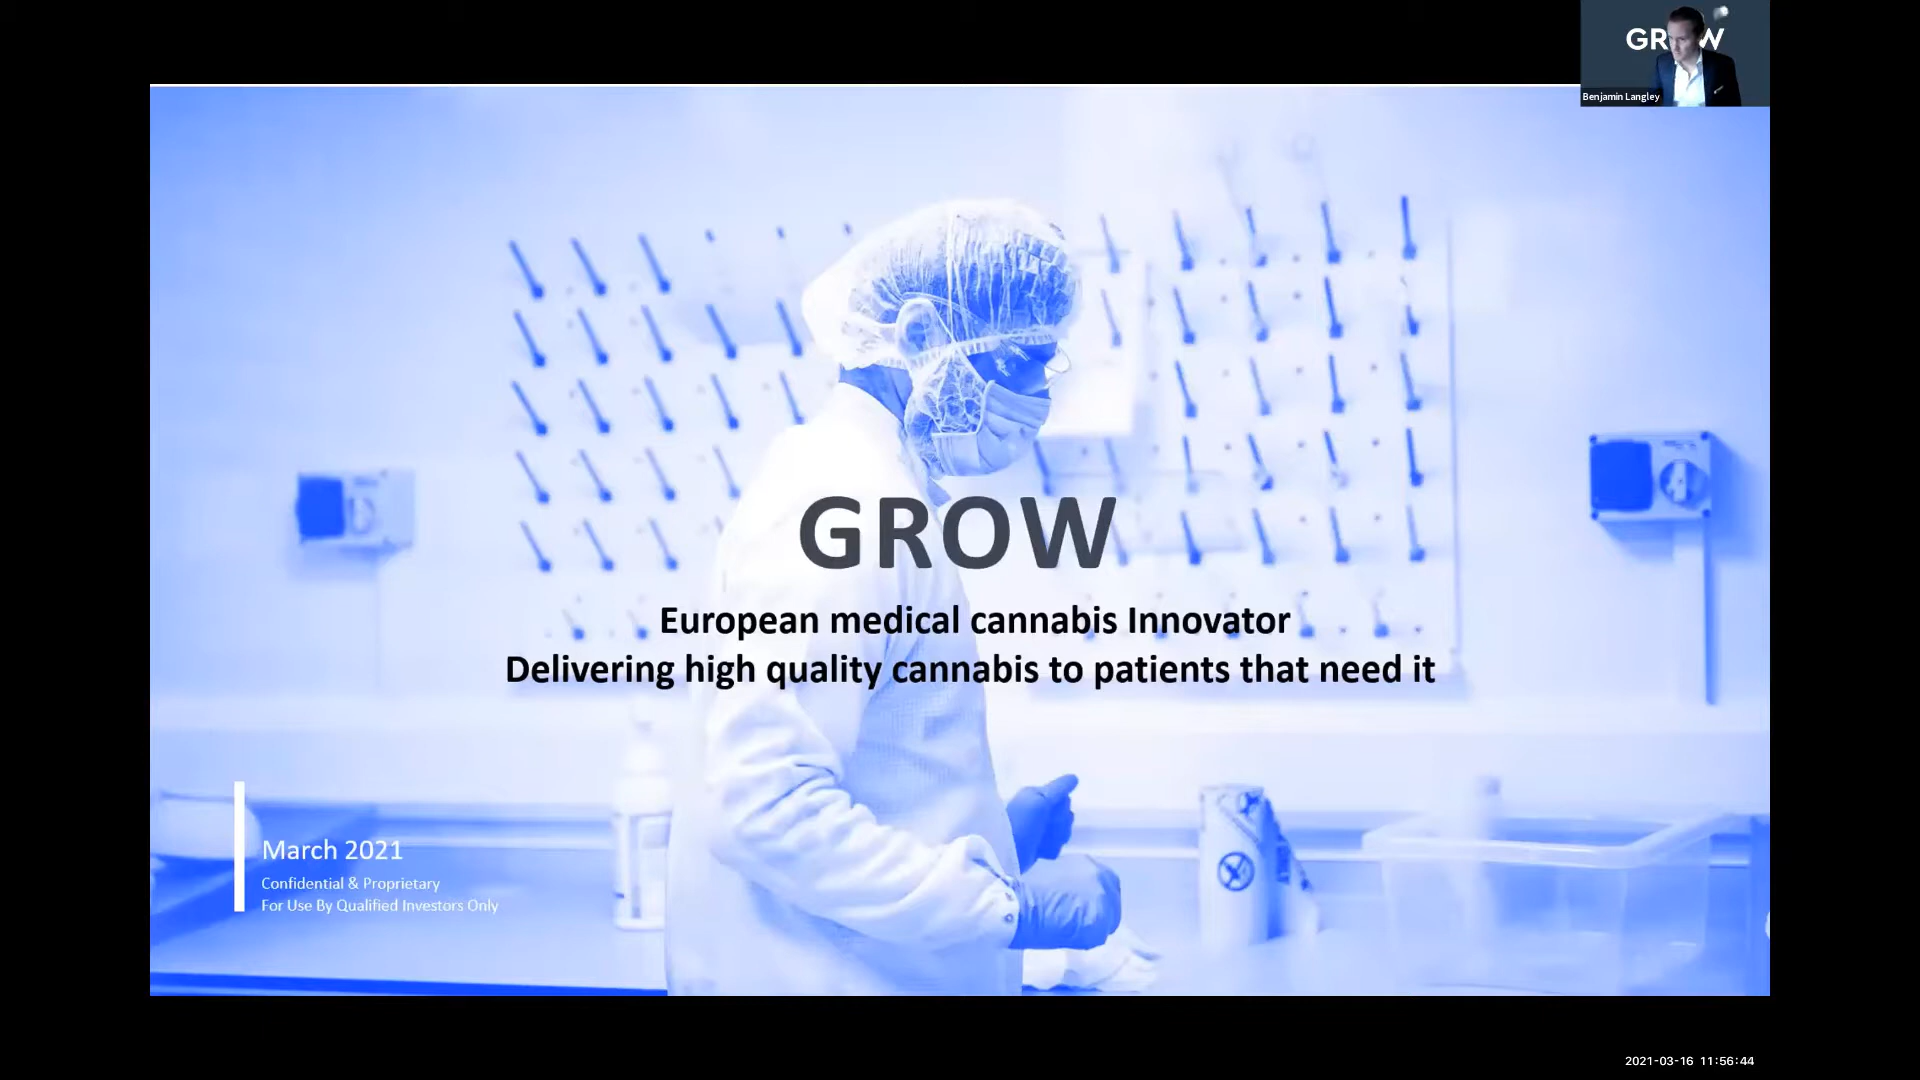 GROW
Benjamin Langley
GROW
European medical cannabis Innovator
Delivering high quality cannabis to patients that need it
March 2021
Confidential & Proprietary
For Use By Qualified Investors Only
2021-03-16 11:56:44